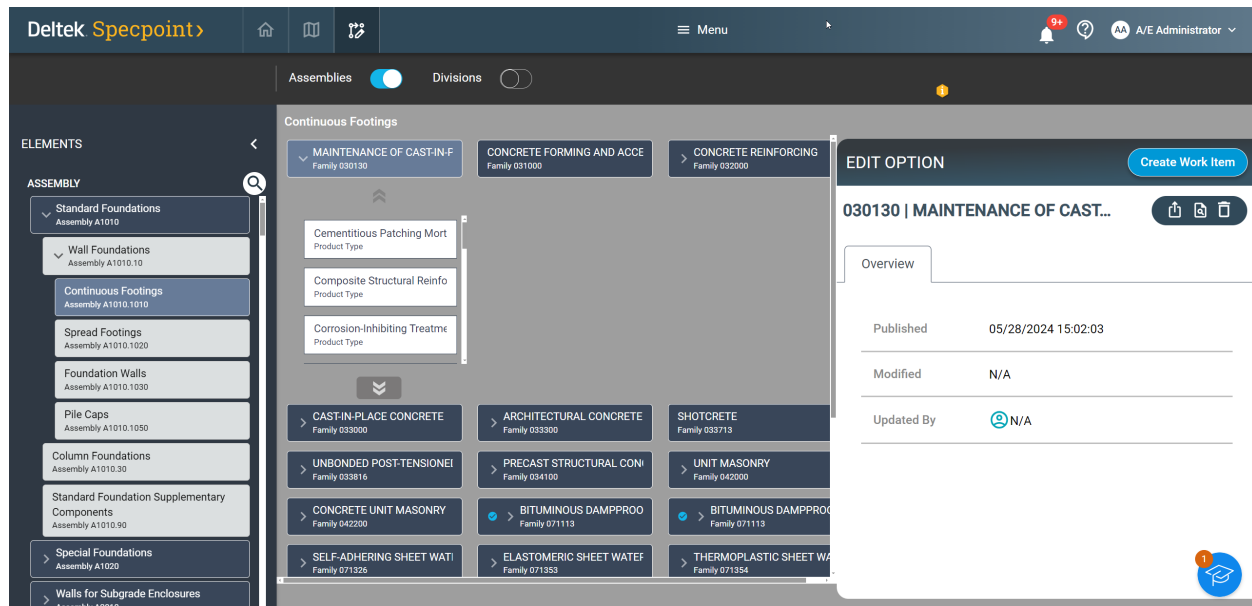 Deltek. Specpoint
Menu
9+
AA A/E Administrator
Assemblies
Divisions
ELEMENTS
ASSEMBLY
Standard Foundations
Assembly A1010
Wall Foundations
Assembly A1010.10
Continuous Footings
Assembly A1010.1010
Spread Footings
Assembly A1010.1020
Foundation Walls
Assembly A1010.1030
Pile Caps
Assembly A1010.1050
Column Foundations
Assembly A1010.30
Standard Foundation Supplementary
Components
Assembly A1010.90
Special Foundations
Assembly A1020
Walls for Subgrade Enclosures
Continuous Footings
MAINTENANCE OF CAST-IN-F
Family 030130
CONCRETE FORMING AND ACCE
Family 031000
CONCRETE REINFORCING
Family 032000
Cementitious Patching Mort
Product Type
Composite Structural Reinfo
Product Type
Corrosion-Inhibiting Treatme
Product Type
CAST-IN-PLACE CONCRETE
Family 033000
ARCHITECTURAL CONCRETE
Family 033300
SHOTCRETE
Family 033713
UNBONDED POST-TENSIONE
Family 033816
PRECAST STRUCTURAL CON
Family 034100
UNIT MASONRY
Family 042000
CONCRETE UNIT MASONRY
Family 042200
BITUMINOUS DAMPPROO
Family 071113
BITUMINOUS DAMPPROO
Family 071113
SELF-ADHERING SHEET WAT
Family 071326
ELASTOMERIC SHEET WATER
Family 071353
THERMOPLASTIC SHEET WA
Family 071354
EDIT OPTION
Create Work Item
030130 | MAINTENANCE OF CAST...
Overview
Published 05/28/2024 15:02:03
Modified N/A
Updated By N/A
1